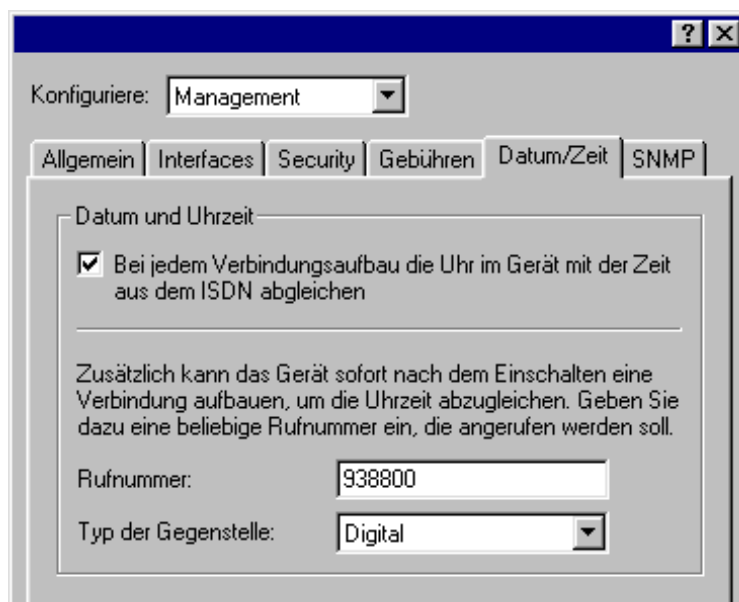 Konfiguriere: Management
Allgemein Interfaces Security Gebühren Datum/Zeit SNMP
Datum und Uhrzeit
Bei jedem Verbindungsaufbau die Uhr im Gerät mit der Zeit
aus dem ISDN abgleichen
Zusätzlich kann das Gerät sofort nach dem Einschalten eine
Verbindung aufbauen, um die Uhrzeit abzugleichen. Geben Sie
dazu eine beliebige Rufnummer ein, die angerufen werden soll.
Rufnummer: 938800
Typ der Gegenstelle: Digital